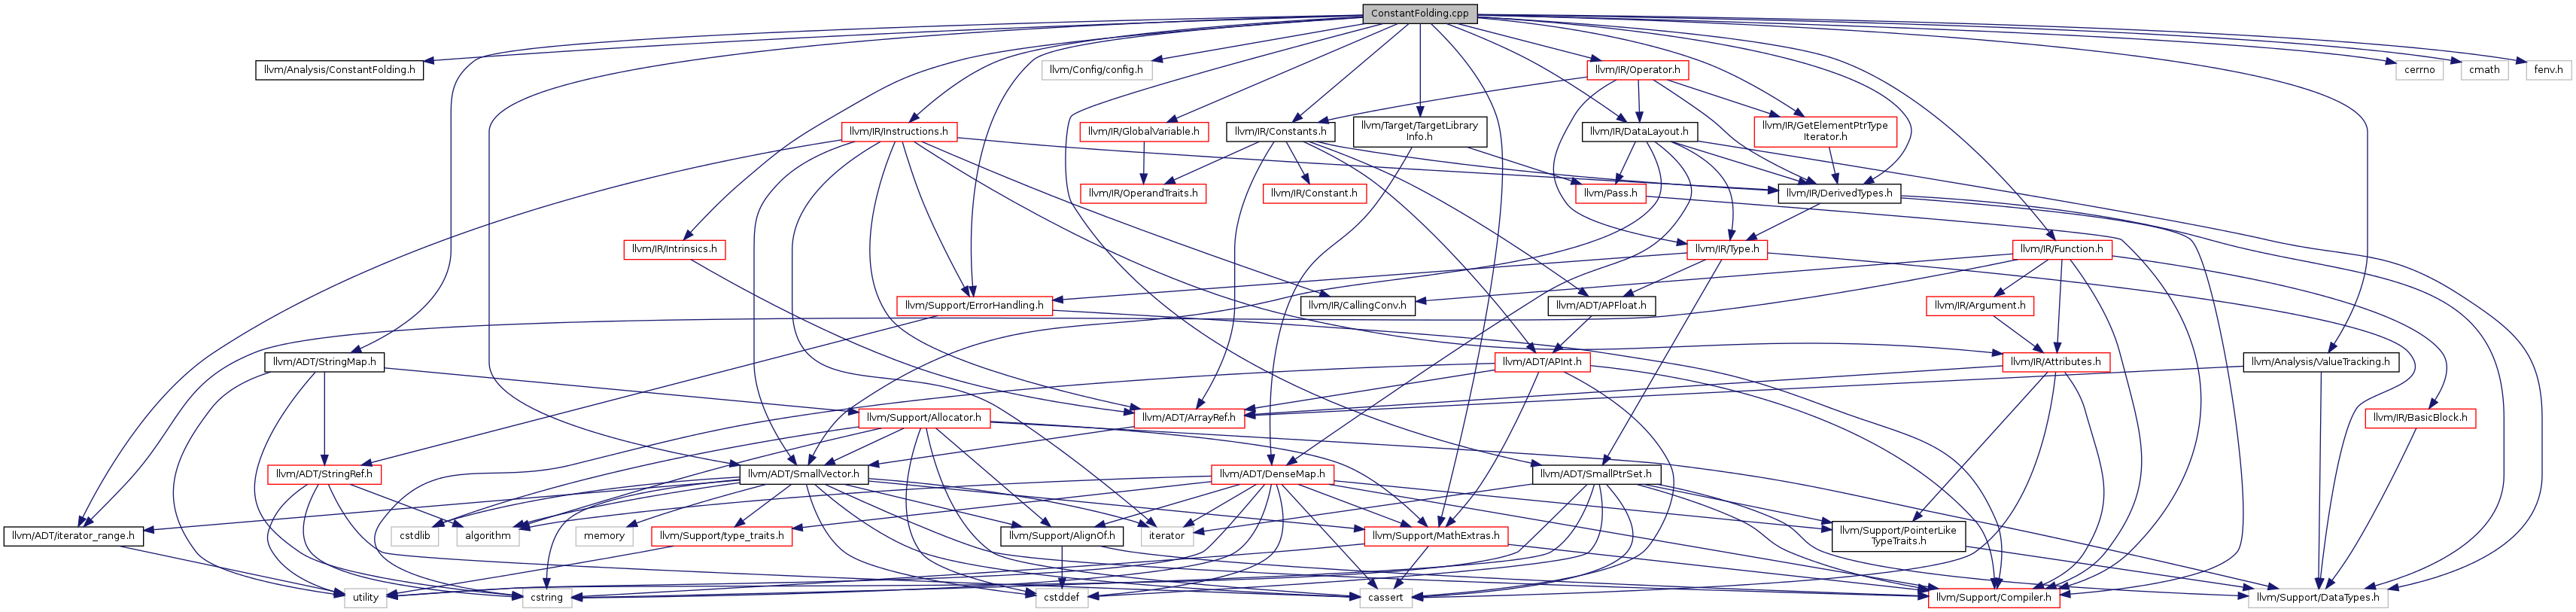 ConstantFolding.cpp
llvm/Analysis/ConstantFolding.h
llvm/Config/config.h
llvm/IR/Operator.h
cerrno
cmath
fenv.h
llvm/IR/Instructions.h
llvm/IR/GlobalVariable.h
llvm/IR/Constants.h
llvm/Target/TargetLibrary
Info.h
llvm/IR/DataLayout.h
llvm/IR/GetElementPtrType
Iterator.h
llvm/IR/OperandTraits.h
llvm/IR/Constant.h
llvm/Pass.h
llvm/IR/DerivedTypes.h
llvm/IR/Intrinsics.h
llvm/IR/Type.h
llvm/IR/Function.h
llvm/Support/ErrorHandling.h
llvm/IR/CallingConv.h
llvm/ADT/APFloat.h
llvm/IR/Argument.h
llvm/ADT/StringMap.h
llvm/ADT/APInt.h
llvm/IR/Attributes.h
llvm/Analysis/ValueTracking.h
llvm/Support/Allocator.h
llvm/ADT/ArrayRef.h
llvm/IR/BasicBlock.h
llvm/ADT/StringRef.h
llvm/ADT/SmallVector.h
llvm/ADT/DenseMap.h
llvm/ADT/SmallPtrSet.h
llvm/ADT/iterator_range.h
cstdlib
algorithm
memory
llvm/Support/type_traits.h
llvm/Support/AlignOf.h
iterator
llvm/Support/MathExtras.h
llvm/Support/PointerLike
TypeTraits.h
utility
cstring
cstddef
cassert
llvm/Support/Compiler.h
llvm/Support/DataTypes.h